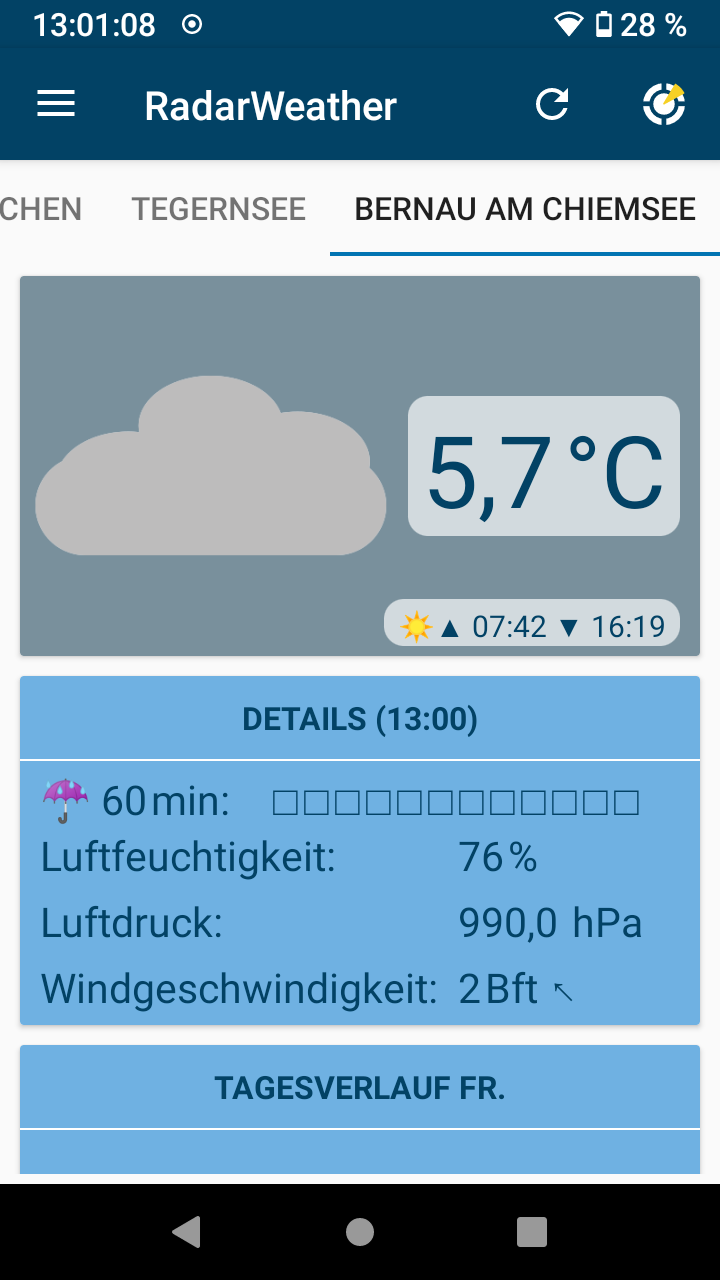 13:01:08 28 %
RadarWeather
CHEN TEGERNSEE BERNAU AM CHIEMSEE
5,7 °C
▲ 07:42 ▼ 16:19
DETAILS (13:00)
60 min: □□□□□□□□□□□□
Luftfeuchtigkeit: 76 %
Luftdruck: 990,0 hPa
Windgeschwindigkeit: 2 Bft ↖
TAGESVERLAUF FR.